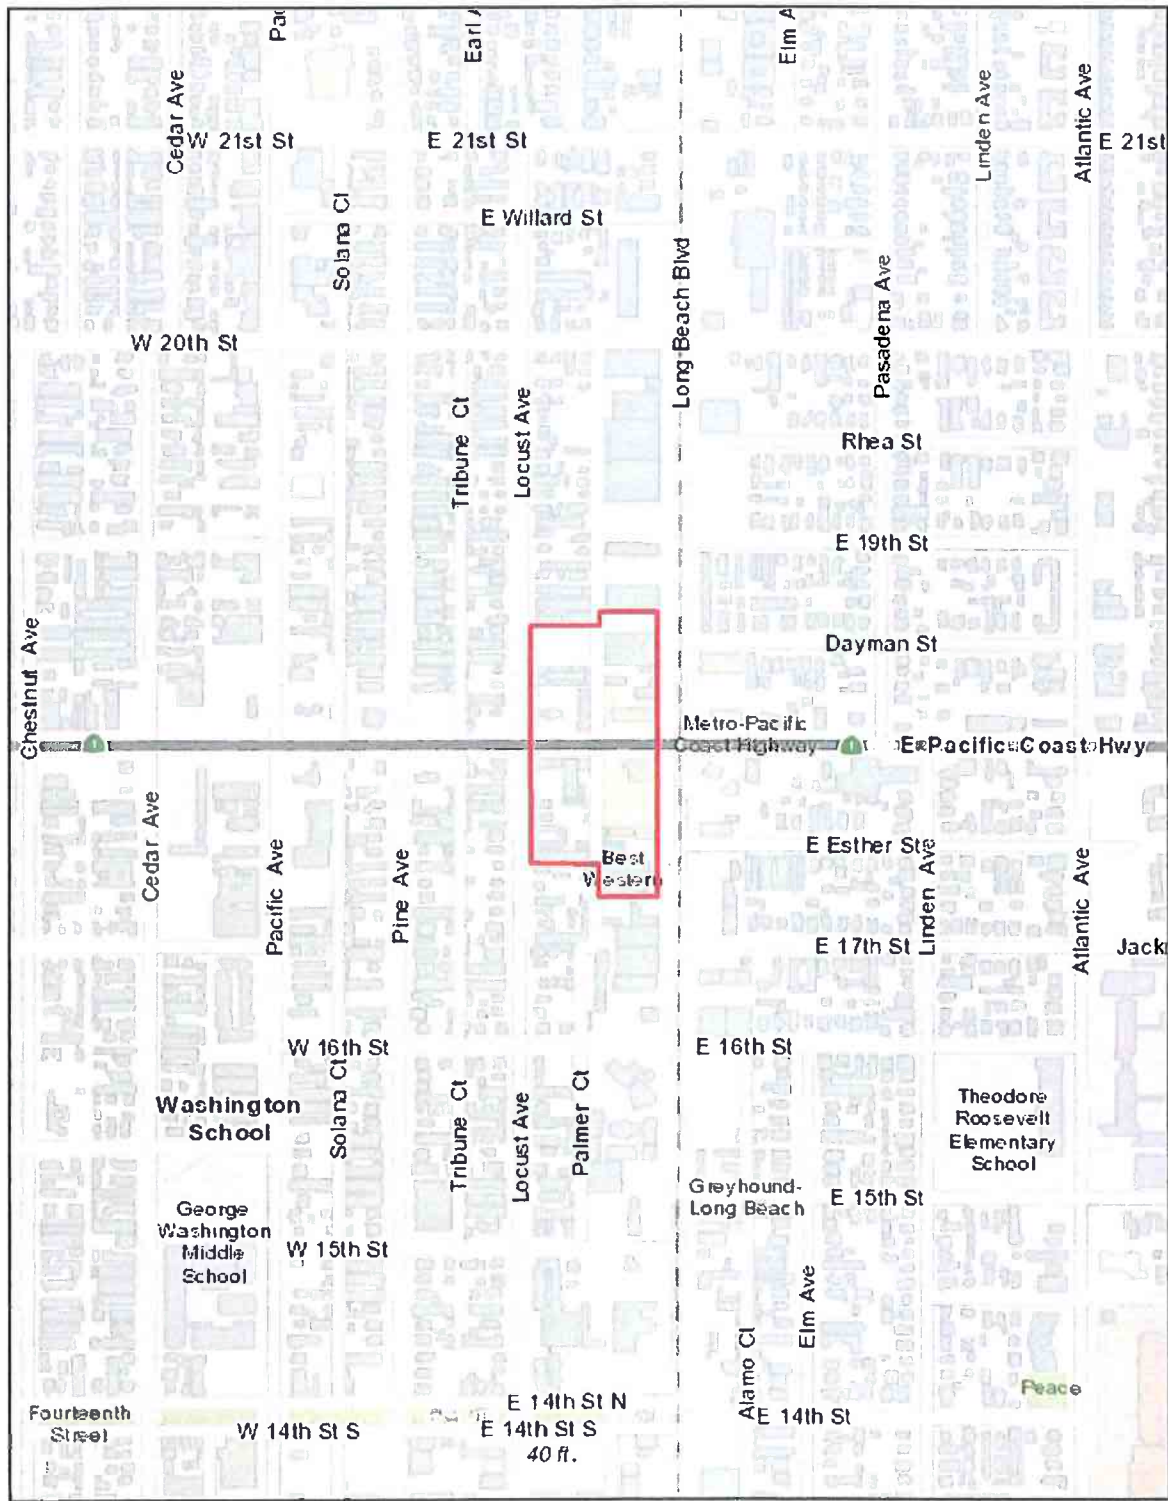 Pac
Earl A
Elm A
Cedar Ave
W 21st St
E 21st St
Linden Ave
Atlantic Ave
E 21st
Solana Ct
E Willard St
Long Beach Blvd
Pasadena Ave
W 20th St
Tribune Ct
Locust Ave
Rhea St
E 19th St
Chestnut Ave
Dayman St
Metro-Pacific
Coast Highway
E Pacific Coast Hwy
Cedar Ave
Pacific Ave
Pine Ave
Best
Western
E Esther St
Linden Ave
Atlantic Ave
E 17th St
Jack
W 16th St
E 16th St
Washington
School
Solana Ct
Tribune Ct
Locust Ave
Palmer Ct
Theodore
Roosevelt
Elementary
School
Greyhound-
Long Beach
E 15th St
George
Washington
Middle
School
W 15th St
Alamo Ct
Elm Ave
Peace
Fourteenth
Street
W 14th St S
E 14th St N
E 14th St S
40 ft.
E 14th St